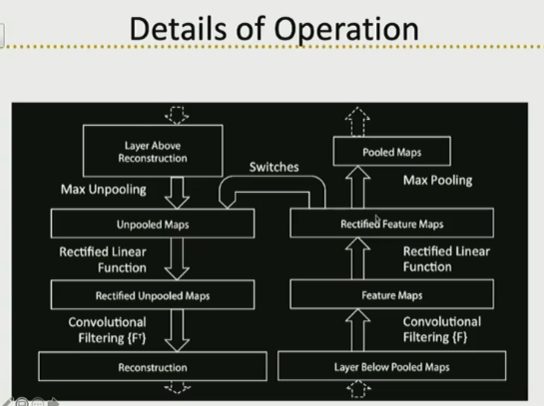 Details of Operation
Layer Above
Reconstruction
Switches
Pooled Maps
Max Unpooling
Max Pooling
Unpooled Maps
Rectified Feature Maps
Rectified Linear
Function
Rectified Linear
Function
Rectified Unpooled Maps
Feature Maps
Convolutional
Filtering {Fᵀ}
Convolutional
Filtering {F}
Reconstruction
Layer Below Pooled Maps